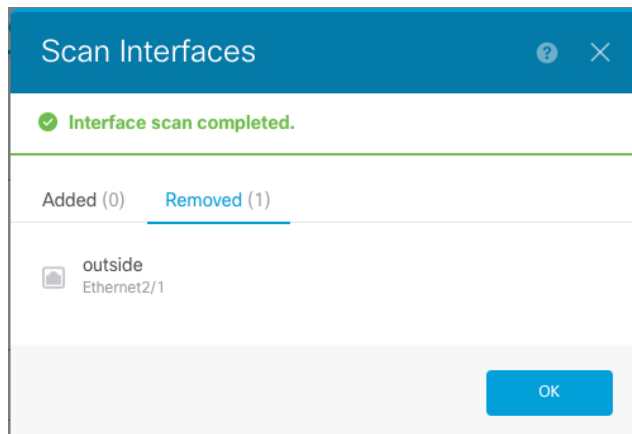 Scan Interfaces
Interface scan completed.
Added (0) Removed (1)
outside
Ethernet2/1
OK